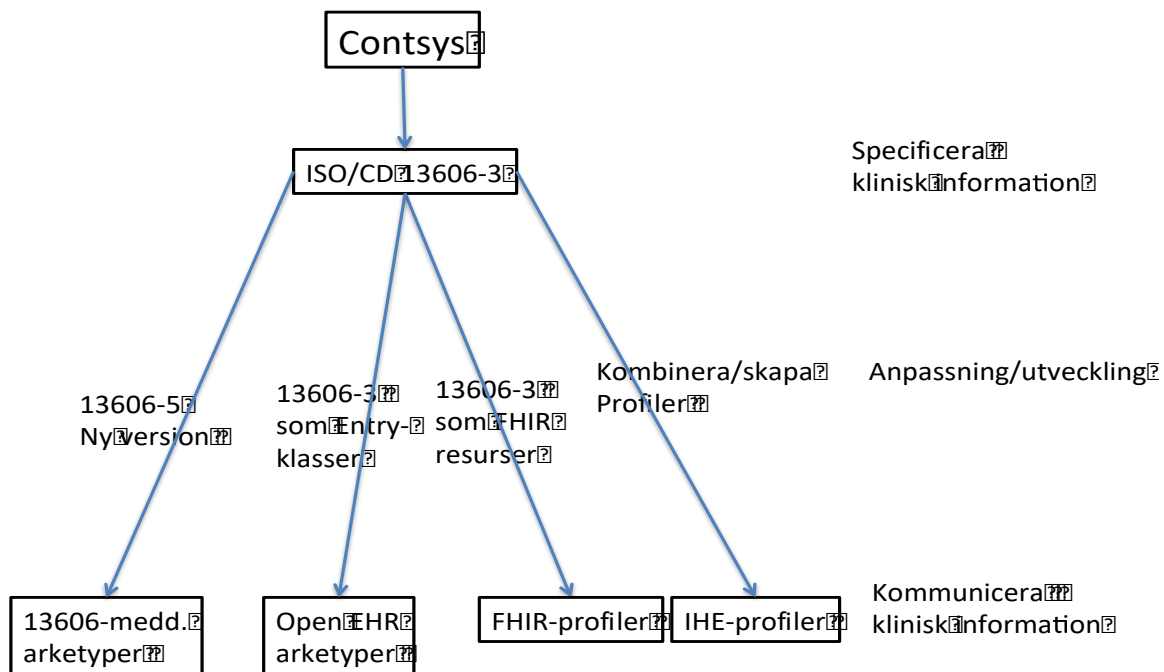 Contsys
ISO/CD 13606-3
Specificera
klinisk information
13606-5
Ny version
13606-3
som Entry-
klasser
13606-3
som FHIR
resurser
Kombinera/skapa
Profiler
Anpassning/utveckling
13606-medd.
arketyper
Open EHR
arketyper
FHIR-profiler
IHE-profiler
Kommunicera
klinisk information